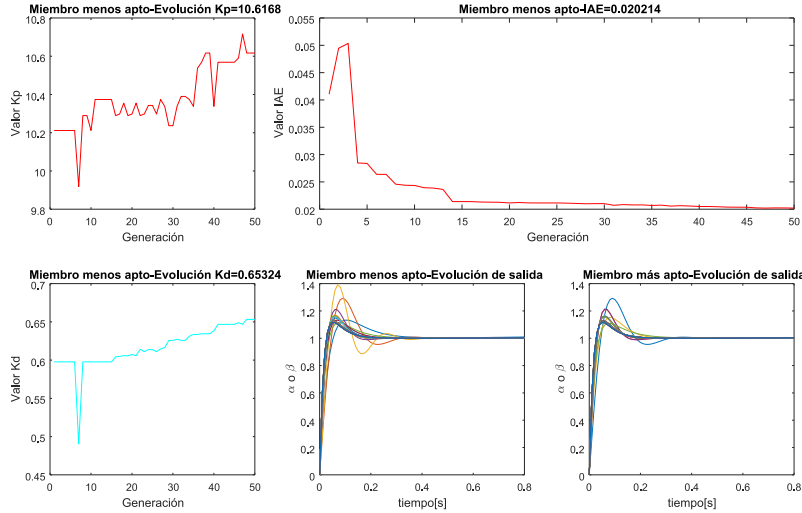 Miembro menos apto-Evolución Kp=10.6168
Valor Kp
10.8
10.6
10.4
10.2
10
9.8
0 10 20 30 40 50
Generación
Miembro menos apto-IAE=0.020214
Valor IAE
0.055
0.05
0.045
0.04
0.035
0.03
0.025
0.02
0 5 10 15 20 25 30 35 40 45 50
Generación
Miembro menos apto-Evolución Kd=0.65324
Valor Kd
0.7
0.65
0.6
0.55
0.5
0.45
0 10 20 30 40 50
Generación
Miembro menos apto-Evolución de salida
α o β
1.4
1.2
1
0.8
0.6
0.4
0.2
0
0 0.2 0.4 0.6 0.8
tiempo[s]
Miembro más apto-Evolución de salida
α o β
1.4
1.2
1
0.8
0.6
0.4
0.2
0
0 0.2 0.4 0.6 0.8
tiempo[s]